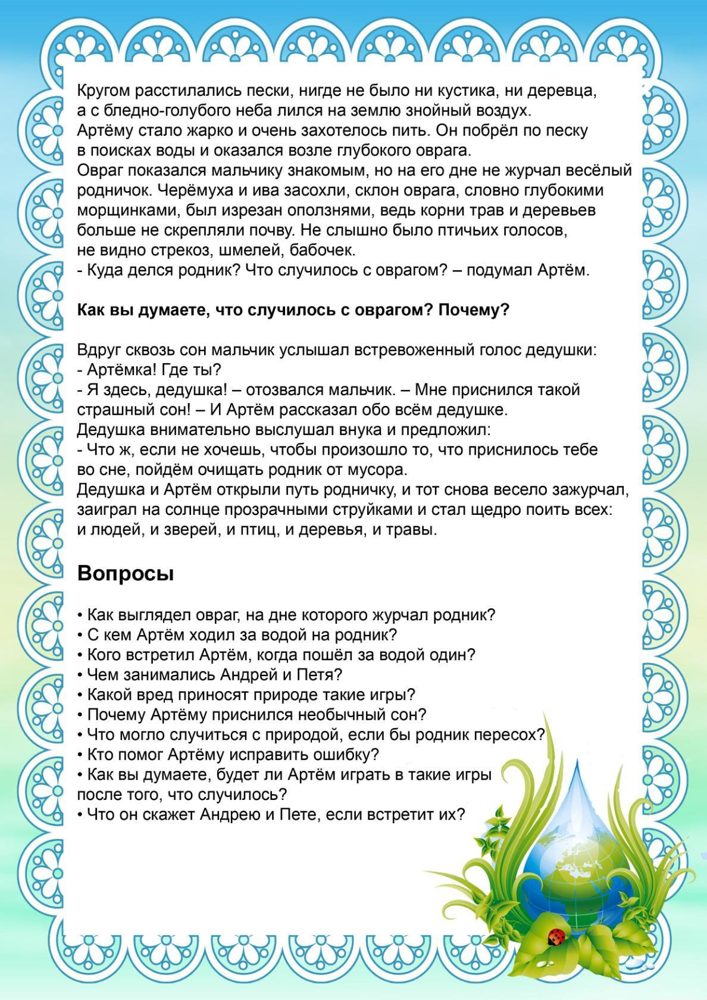 Кругом расстилались пески, нигде не было ни кустика, ни деревца,
а с бледно-голубого неба лился на землю знойный воздух.
Артёму стало жарко и очень захотелось пить. Он побрёл по песку
в поисках воды и оказался возле глубокого оврага.
Овраг показался мальчику знакомым, но на его дне не журчал весёлый
родничок. Черёмуха и ива засохли, склон оврага, словно глубокими
морщинками, был изрезан оползнями, ведь корни трав и деревьев
больше не скрепляли почву. Не слышно было птичьих голосов,
не видно стрекоз, шмелей, бабочек.
- Куда делся родник? Что случилось с оврагом? – подумал Артём.
Как вы думаете, что случилось с оврагом? Почему?
Вдруг сквозь сон мальчик услышал встревоженный голос дедушки:
- Артёмка! Где ты?
- Я здесь, дедушка! – отозвался мальчик. – Мне приснился такой
страшный сон! – И Артём рассказал обо всём дедушке.
Дедушка внимательно выслушал внука и предложил:
- Что ж, если не хочешь, чтобы произошло то, что приснилось тебе
во сне, пойдём очищать родник от мусора.
Дедушка и Артём открыли путь родничку, и тот снова весело зажурчал,
заиграл на солнце прозрачными струйками и стал щедро поить всех:
и людей, и зверей, и птиц, и деревья, и травы.
Вопросы
• Как выглядел овраг, на дне которого журчал родник?
• С кем Артём ходил за водой на родник?
• Кого встретил Артём, когда пошёл за водой один?
• Чем занимались Андрей и Петя?
• Какой вред приносят природе такие игры?
• Почему Артёму приснился необычный сон?
• Что могло случиться с природой, если бы родник пересох?
• Кто помог Артёму исправить ошибку?
• Как вы думаете, будет ли Артём играть в такие игры
после того, что случилось?
• Что он скажет Андрею и Пете, если встретит их?